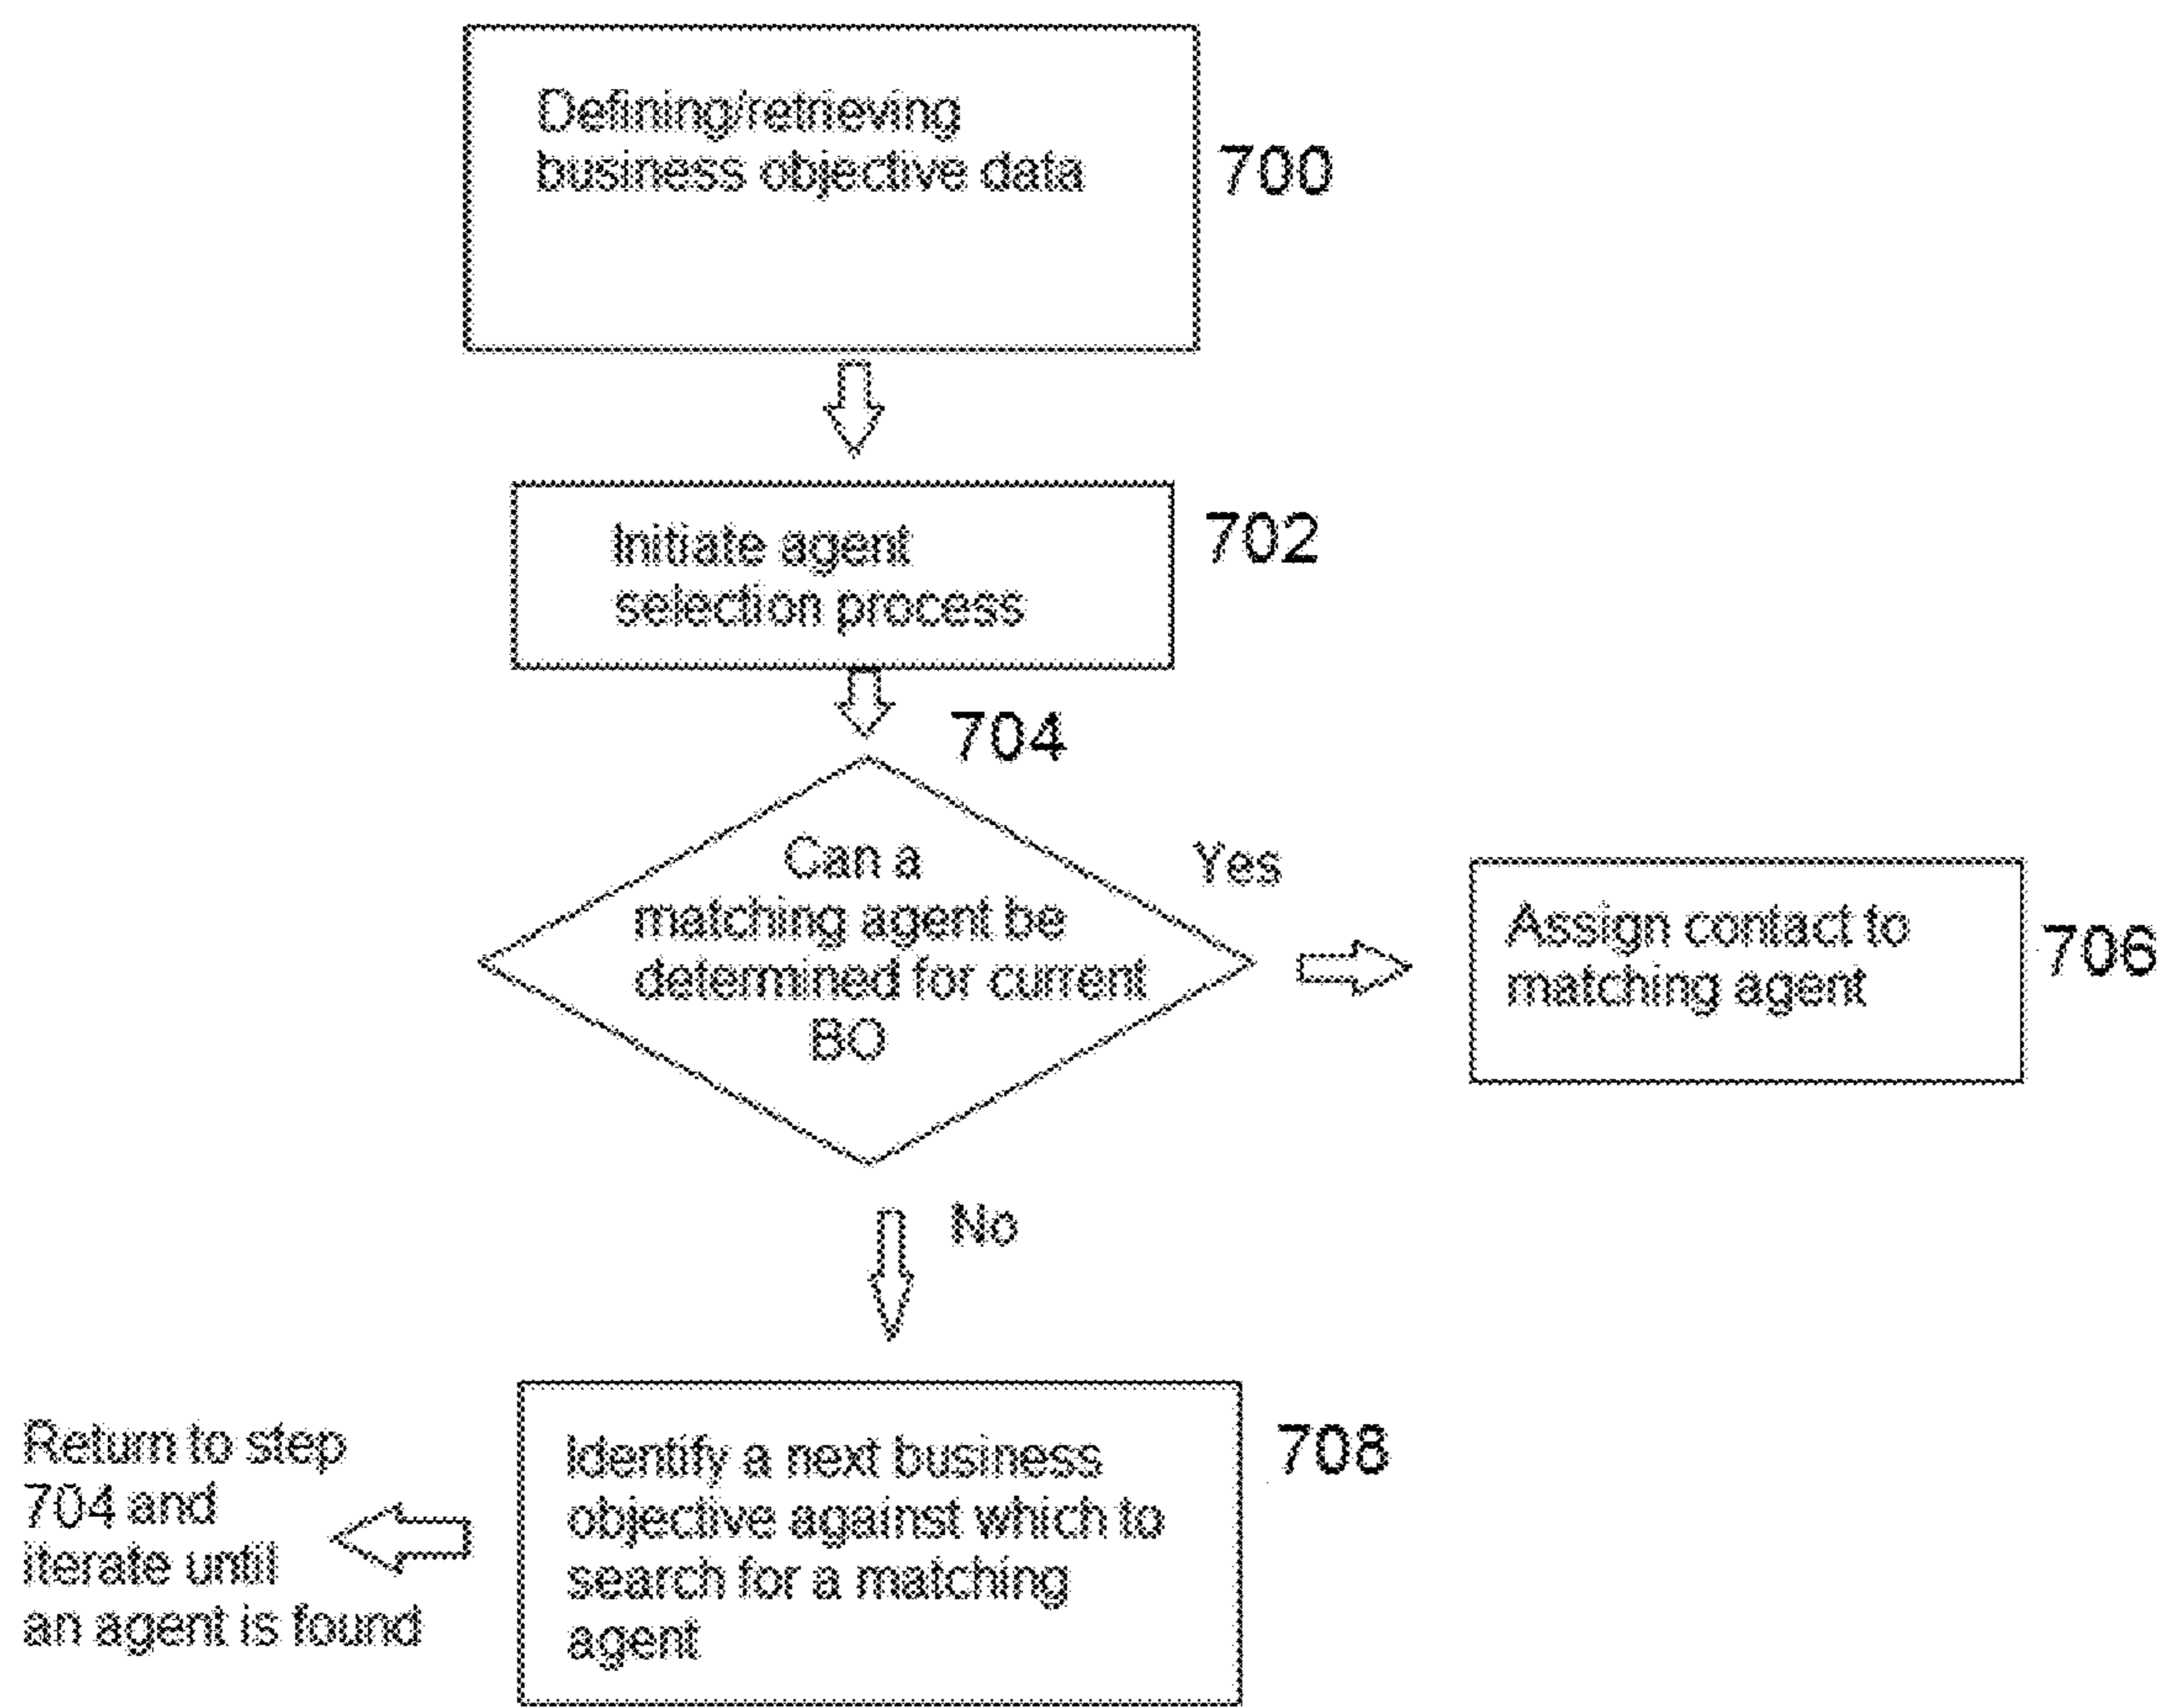 Defining/retrieving
business objective data
700
Initiate agent
selection process
702
704
Can a
matching agent be
determined for current
BO
Yes
Assign contact to
matching agent
706
No
Identify a next business
objective against which to
search for a matching
agent
708
Return to step
704 and
iterate until
an agent is found